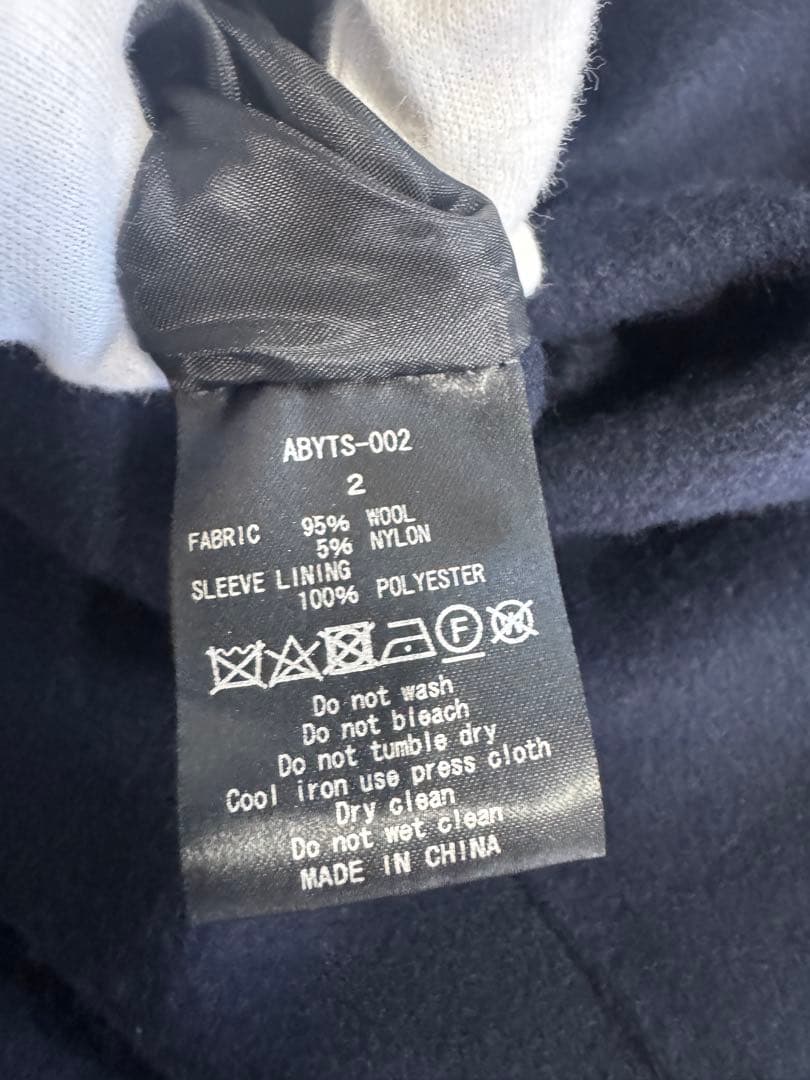 ABYTS-002
2
FABRIC 95% WOOL
5% NYLON
SLEEVE LINING
100% POLYESTER
F W
Do not wash
Do not bleach
Do not tumble dry
Cool iron use press cloth
Dry clean
Do not wet clean
MADE IN CHINA